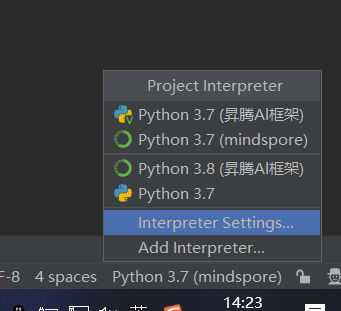 Project Interpreter
Python 3.7 (昇腾AI框架)
Python 3.7 (mindspore)
Python 3.8 (昇腾AI框架)
Python 3.7
Interpreter Settings...
Add Interpreter...
F-8 4 spaces Python 3.7 (mindspore)
英 14:23